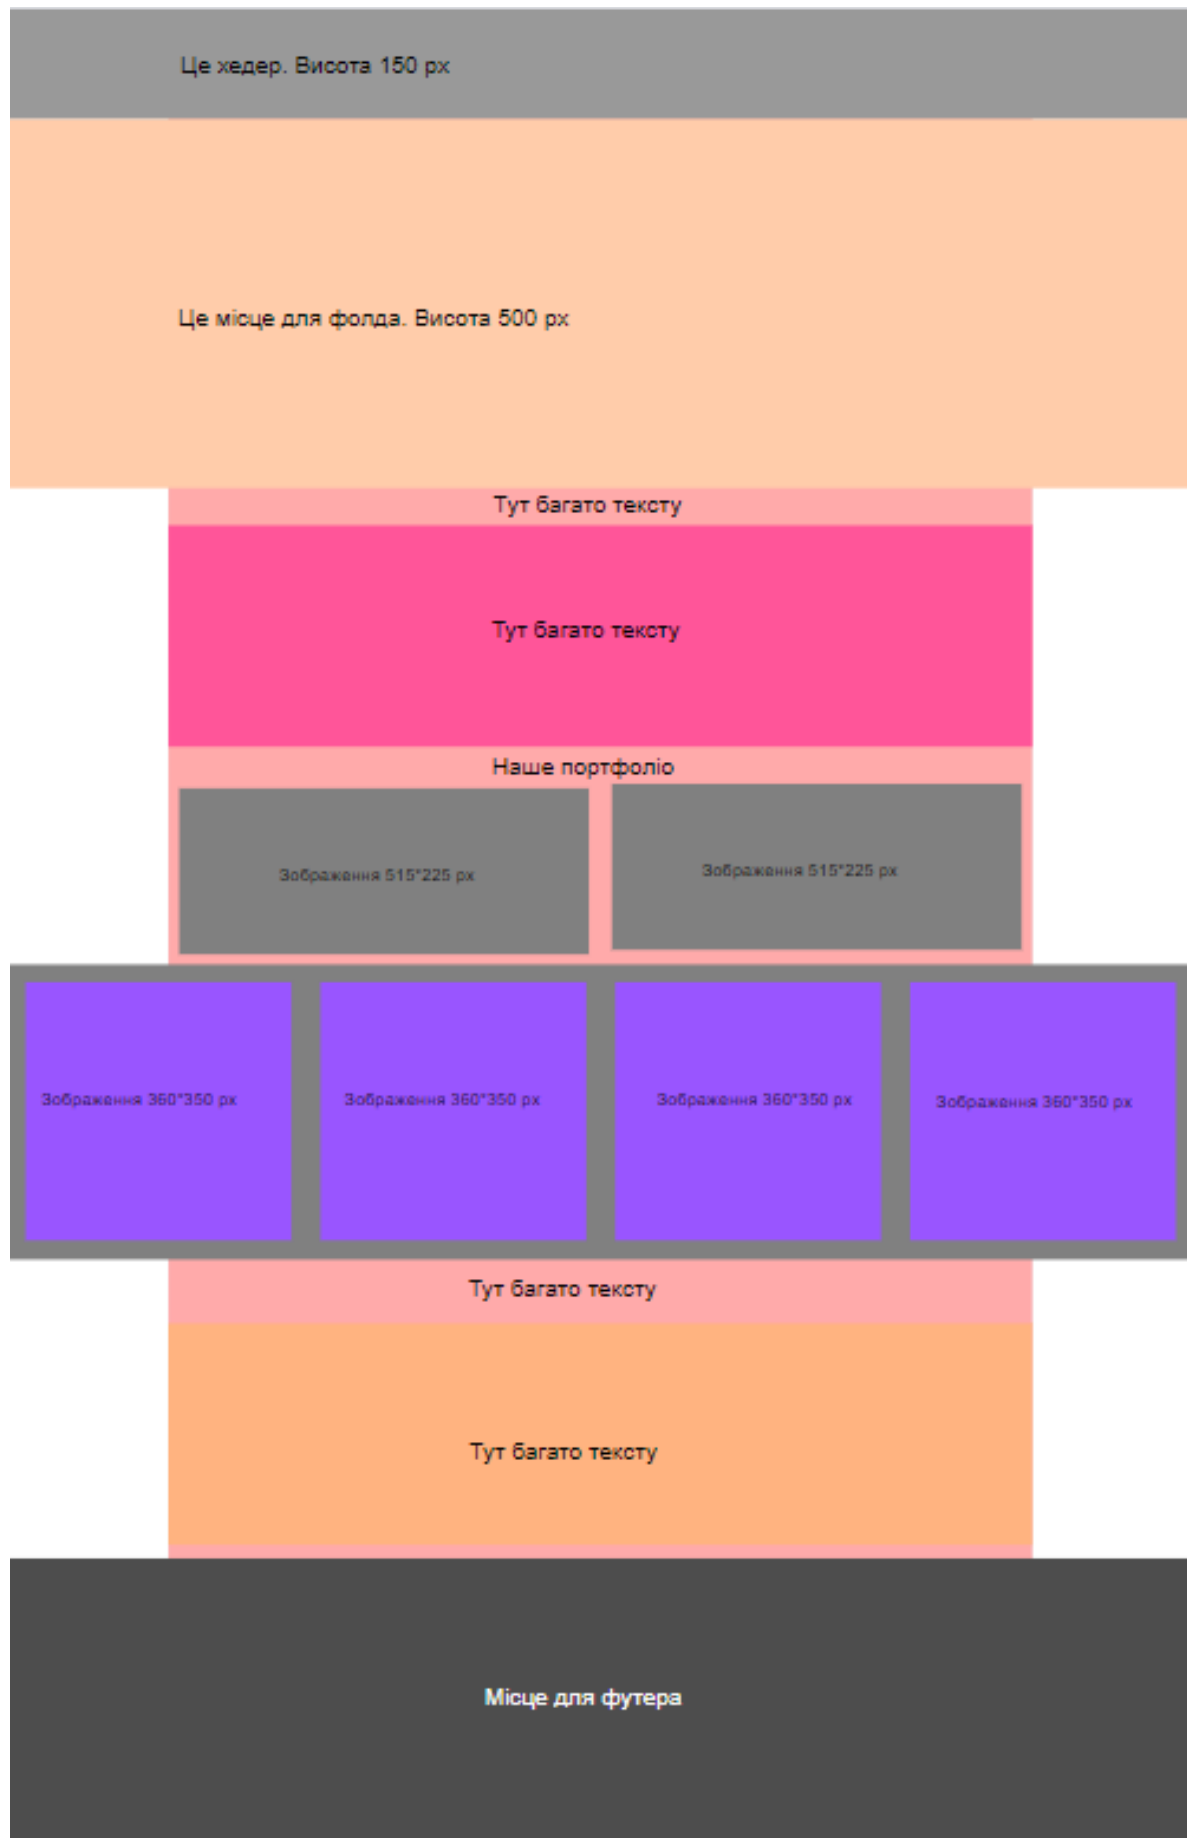 Це хедер. Висота 150 px
Це місце для фолда. Висота 500 px
Тут багато тексту
Тут багато тексту
Наше портфоліо
Зображення 515*225 px
Зображення 515*225 px
Зображення 360*350 px
Зображення 360*350 px
Зображення 360*350 px
Зображення 360*350 px
Тут багато тексту
Тут багато тексту
Місце для футера